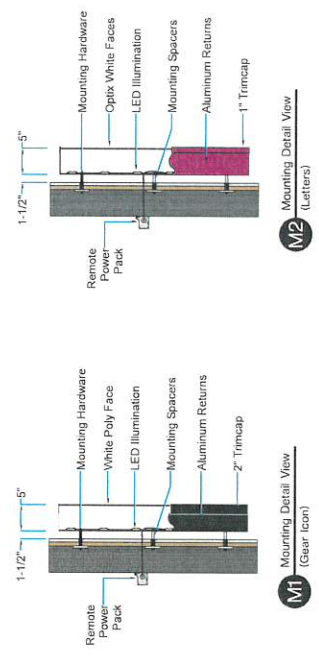 1-1/2"
5"
Mounting Hardware
White Poly Face
LED Illumination
Mounting Spacers
Aluminum Returns
2" Trimcap
Remote
Power
Pack
M1
Mounting Detail View
(Gear Icon)
1-1/2"
5"
Mounting Hardware
Optix White Faces
LED Illumination
Mounting Spacers
Aluminum Returns
1" Trimcap
Remote
Power
Pack
M2
Mounting Detail View
(Letters)